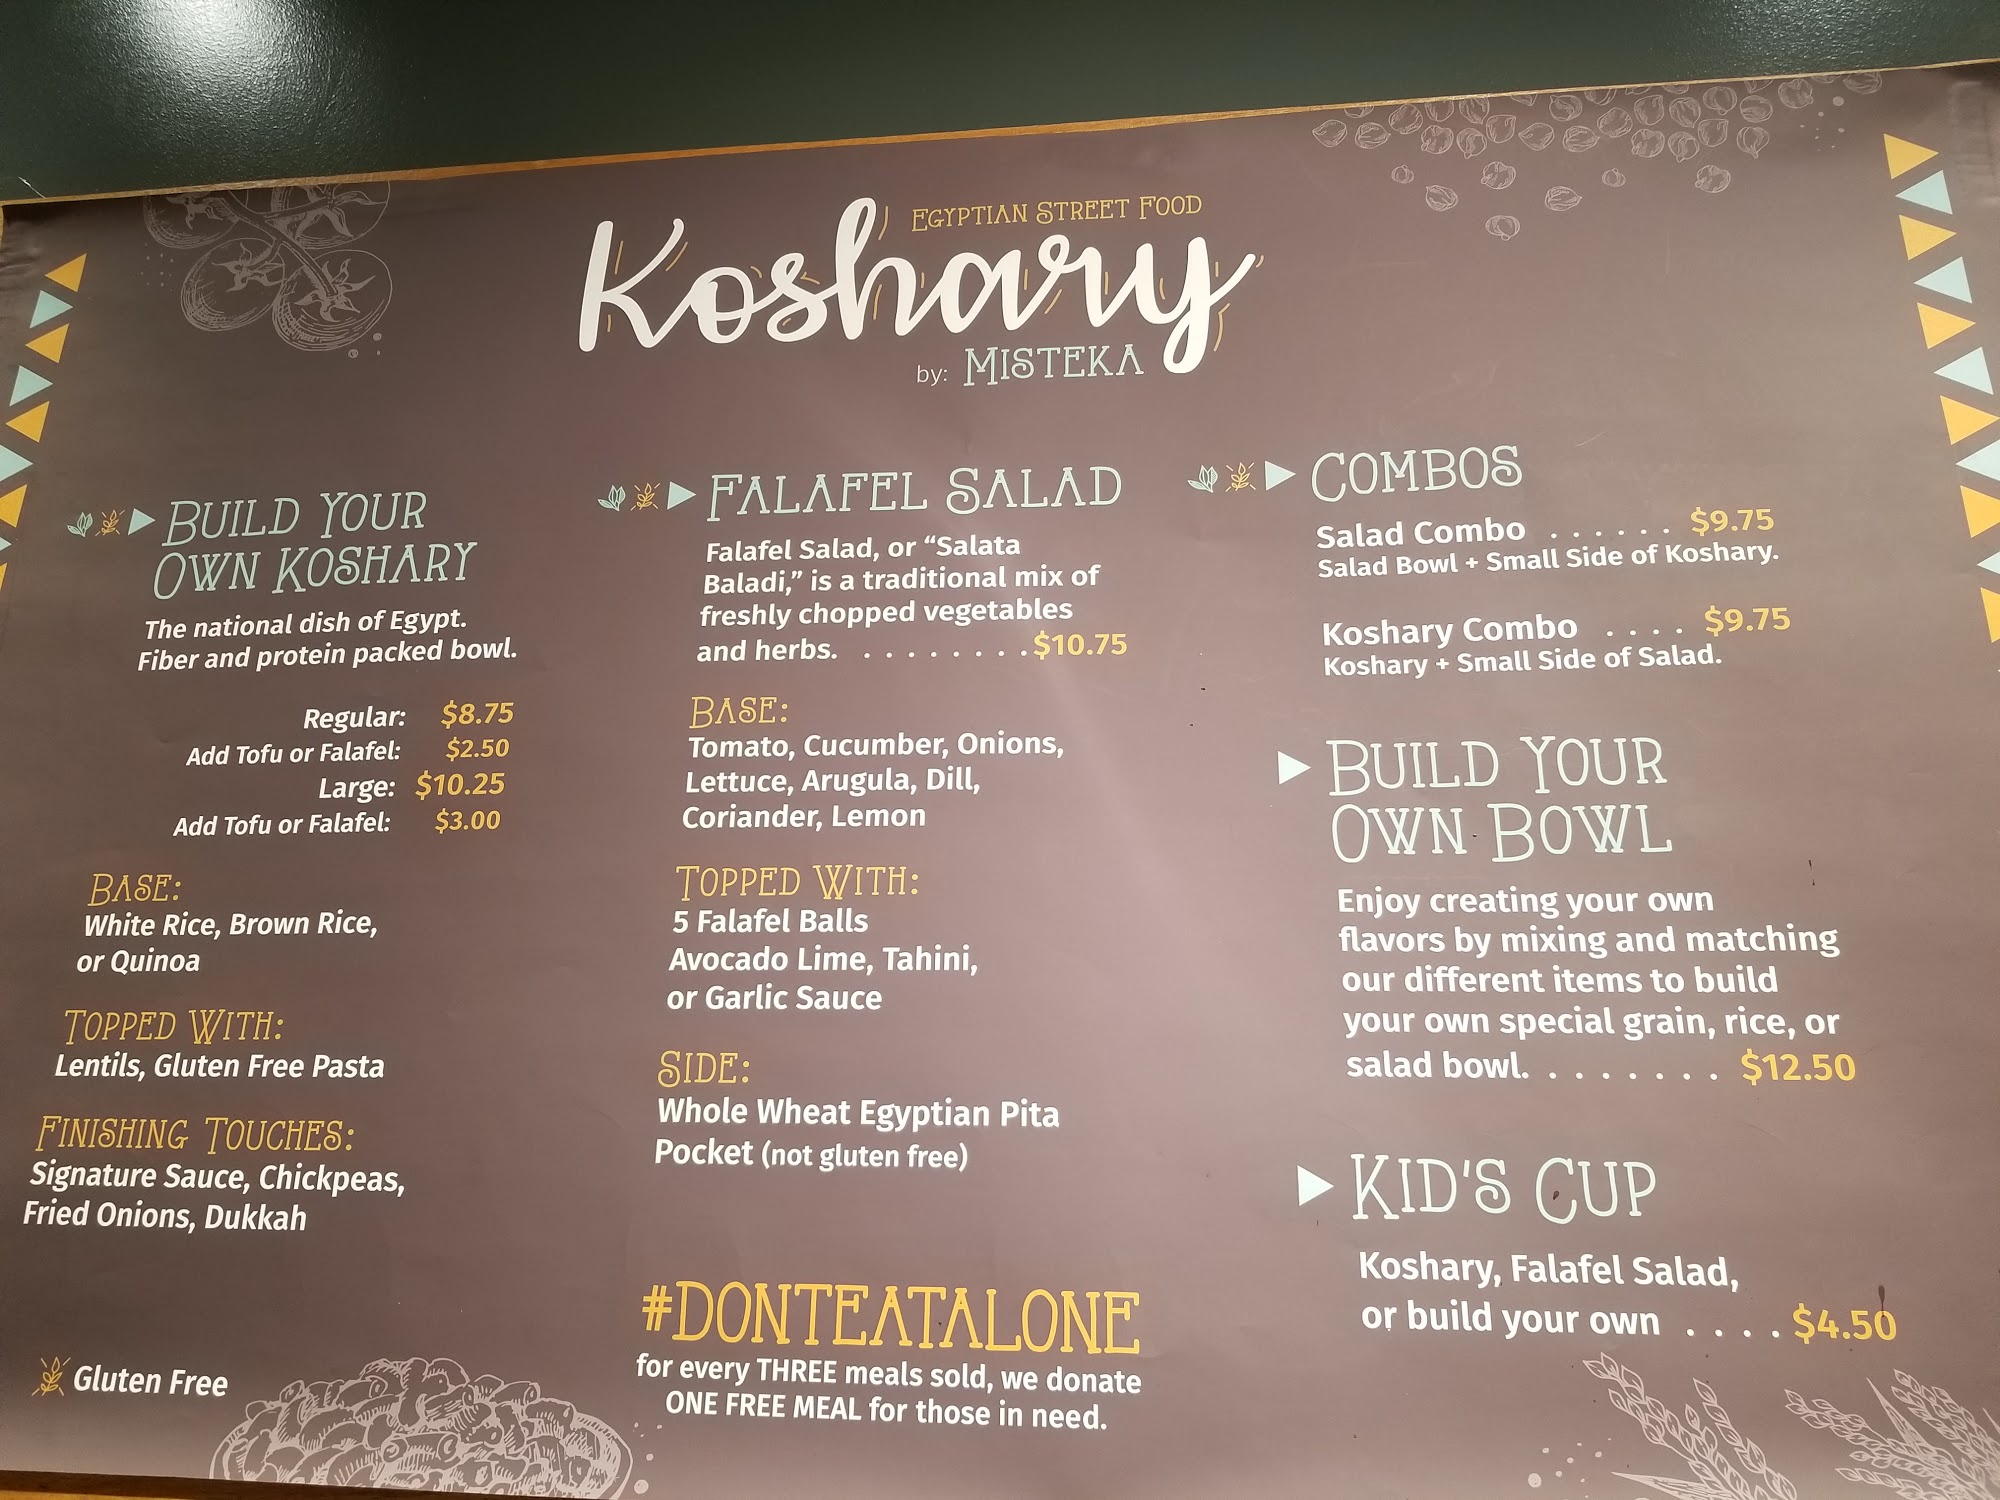 EGYPTIAN STREET FOOD
Koshary
by: MISTEKA
BUILD YOUR
OWN KOSHARY
The national dish of Egypt.
Fiber and protein packed bowl.
Regular: $8.75
Add Tofu or Falafel: $2.50
Large: $10.25
Add Tofu or Falafel: $3.00
BASE:
White Rice, Brown Rice,
or Quinoa
TOPPED WITH:
Lentils, Gluten Free Pasta
FINISHING TOUCHES:
Signature Sauce, Chickpeas,
Fried Onions, Dukkah
Gluten Free
FALAFEL SALAD
Falafel Salad, or “Salata
Baladi,” is a traditional mix of
freshly chopped vegetables
and herbs. . . . . . . . . $10.75
BASE:
Tomato, Cucumber, Onions,
Lettuce, Arugula, Dill,
Coriander, Lemon
TOPPED WITH:
5 Falafel Balls
Avocado Lime, Tahini,
or Garlic Sauce
SIDE:
Whole Wheat Egyptian Pita
Pocket (not gluten free)
#DONTEATALONE
for every THREE meals sold, we donate
ONE FREE MEAL for those in need.
COMBOS
Salad Combo . . . . . . $9.75
Salad Bowl + Small Side of Koshary.
Koshary Combo . . . . $9.75
Koshary + Small Side of Salad.
BUILD YOUR
OWN BOWL
Enjoy creating your own
flavors by mixing and matching
our different items to build
your own special grain, rice, or
salad bowl. . . . . . . . $12.50
KID'S CUP
Koshary, Falafel Salad,
or build your own . . . . $4.50